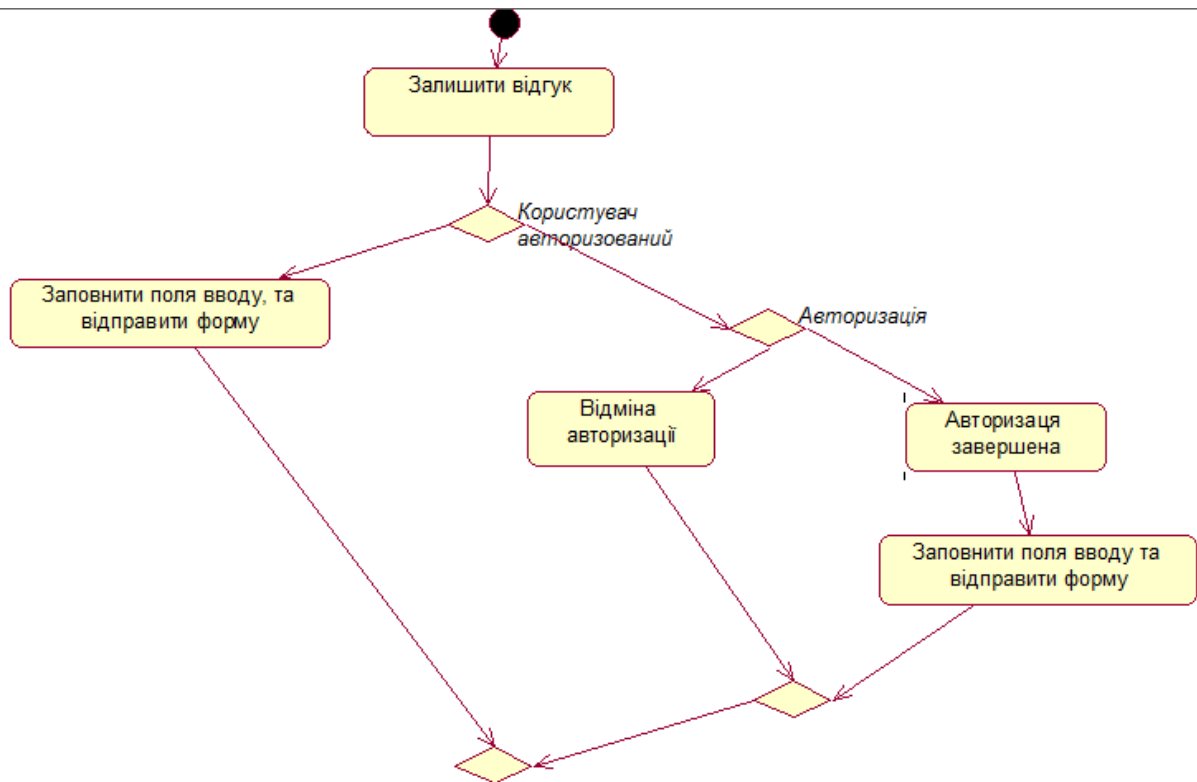 Залишити відгук
Користувач
авторизований
Заповнити поля вводу, та
відправити форму
Авторизація
Відміна
авторизації
Авторизаця
завершена
Заповнити поля вводу та
відправити форму